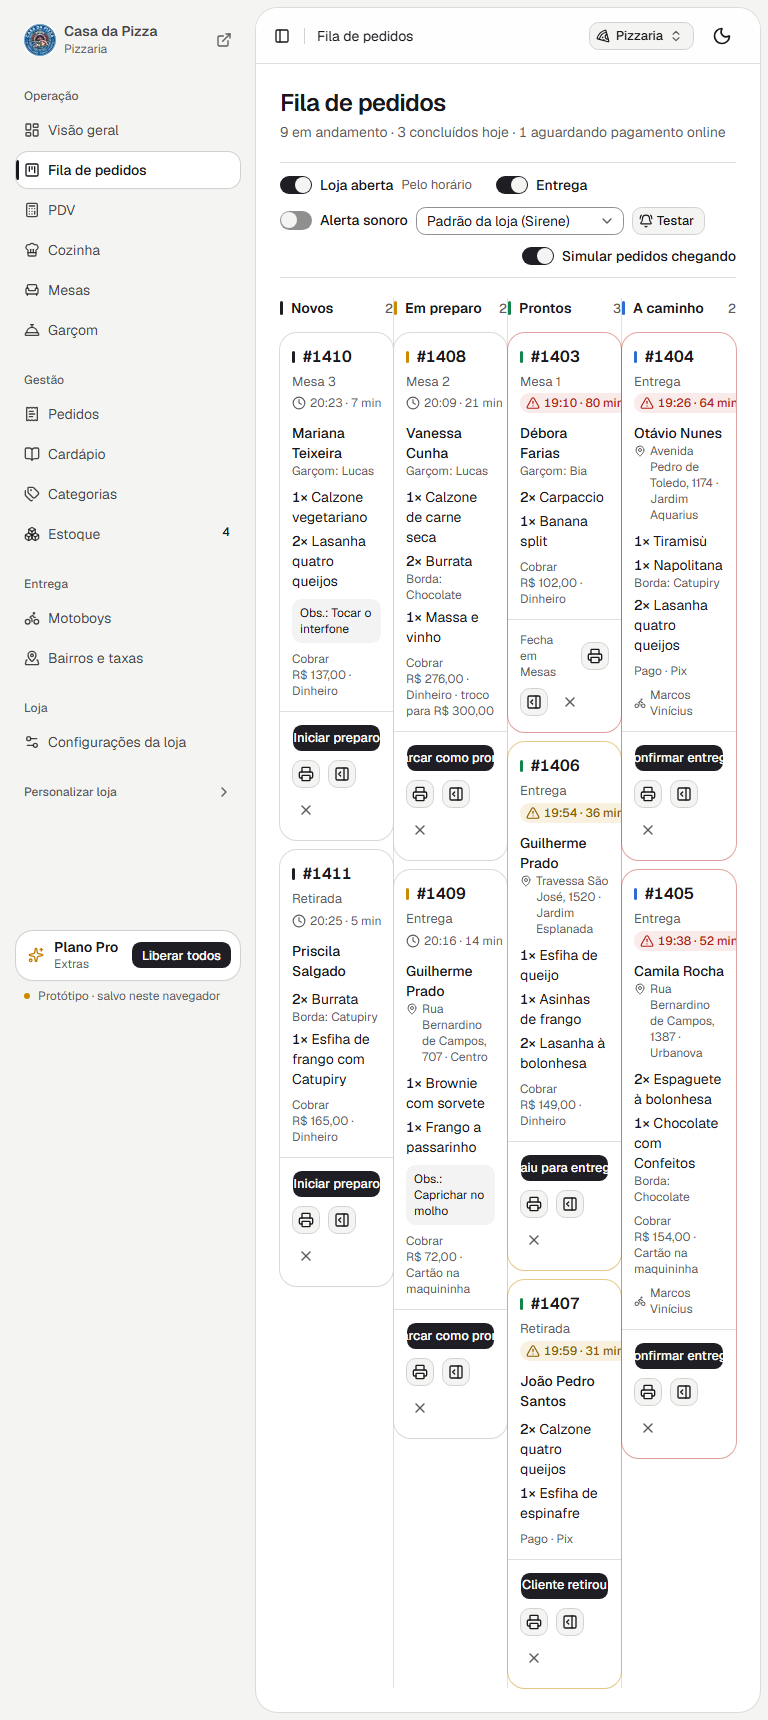 Casa da Pizza
Pizzaria
Operação
Visão geral
Fila de pedidos
PDV
Cozinha
Mesas
Garçom
Gestão
Pedidos
Cardápio
Categorias
Estoque
4
Entrega
Motoboys
Bairros e taxas
Loja
Configurações da loja
Personalizar loja
Plano Pro
Extras
Liberar todos
Protótipo · salvo neste navegador
Fila de pedidos
Pizzaria
Fila de pedidos
9 em andamento · 3 concluídos hoje · 1 aguardando pagamento online
Loja aberta
Pelo horário
Entrega
Alerta sonoro
Padrão da loja (Sirene)
Testar
Simular pedidos chegando
Novos
2
#1410
Mesa 3
20:23 · 7 min
Mariana
Teixeira
Garçom: Lucas
1× Calzone
vegetariano
2× Lasanha
quatro
queijos
Obs.: Tocar o
interfone
Cobrar
R$ 137,00 ·
Dinheiro
Iniciar preparo
#1411
Retirada
20:25 · 5 min
Priscila
Salgado
2× Burrata
Borda: Catupiry
1× Esfiha de
frango com
Catupiry
Cobrar
R$ 165,00 ·
Dinheiro
Iniciar preparo
Em preparo
2
#1408
Mesa 2
20:09 · 21 min
Vanessa
Cunha
Garçom: Lucas
1× Calzone
de carne
seca
2× Burrata
Borda:
Chocolate
1× Massa e
vinho
Cobrar
R$ 276,00 ·
Dinheiro · troco
para R$ 300,00
arcar como pron
#1409
Entrega
20:16 · 14 min
Guilherme
Prado
Rua
Bernardino
de Campos,
707 · Centro
1× Brownie
com sorvete
1× Frango a
passarinho
Obs.:
Caprichar no
molho
Cobrar
R$ 72,00 ·
Cartão na
maquininha
arcar como pron
Prontos
3
#1403
Mesa 1
19:10 · 80 min
Débora
Farias
Garçom: Bia
2× Carpaccio
1× Banana
split
Cobrar
R$ 102,00 ·
Dinheiro
Fecha
em
Mesas
#1406
Entrega
19:54 · 36 min
Guilherme
Prado
Travessa São
José, 1520 ·
Jardim
Esplanada
1× Esfiha de
queijo
1× Asinhas
de frango
2× Lasanha à
bolonhesa
Cobrar
R$ 149,00 ·
Dinheiro
aiu para entreg
#1407
Retirada
19:59 · 31 min
João Pedro
Santos
2× Calzone
quatro
queijos
1× Esfiha de
espinafre
Pago · Pix
Cliente retirou
A caminho
2
#1404
Entrega
19:26 · 64 min
Otávio Nunes
Avenida
Pedro de
Toledo, 1174 ·
Jardim
Aquarius
1× Tiramisù
1× Napolitana
Borda: Catupiry
2× Lasanha
quatro
queijos
Pago · Pix
Marcos
Vinícius
onfirmar entreg
#1405
Entrega
19:38 · 52 min
Camila Rocha
Rua
Bernardino
de Campos,
1387 ·
Urbanova
2× Espaguete
à bolonhesa
1× Chocolate
com
Confeitos
Borda:
Chocolate
Cobrar
R$ 154,00 ·
Cartão na
maquininha
Marcos
Vinícius
onfirmar entreg